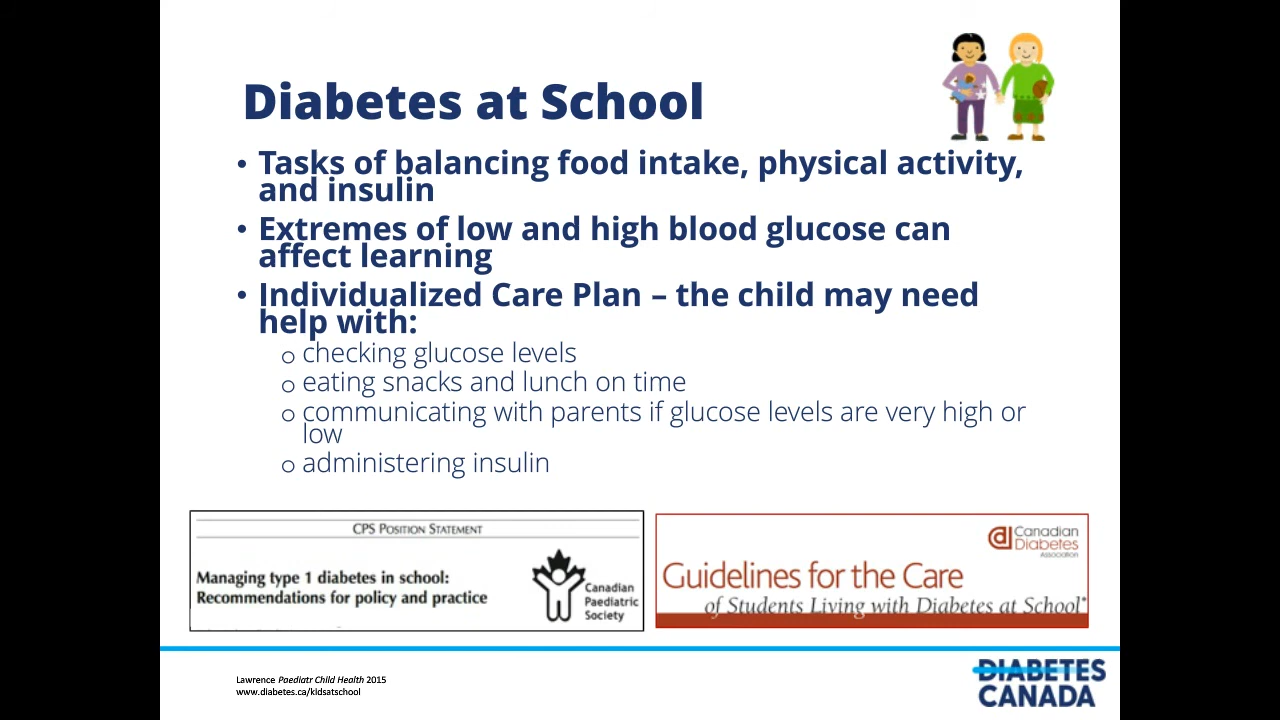 Diabetes at School
• Tasks of balancing food intake, physical activity,
and insulin
• Extremes of low and high blood glucose can
affect learning
• Individualized Care Plan – the child may need
help with:
o checking glucose levels
o eating snacks and lunch on time
o communicating with parents if glucose levels are very high or
low
o administering insulin
CPS POSITION STATEMENT
Managing type 1 diabetes in school:
Recommendations for policy and practice
Canadian
Paediatric
Society
Canadian
Diabetes
Association
Guidelines for the Care
of Students Living with Diabetes at School*
Lawrence Paediatr Child Health 2015
www.diabetes.ca/kidsatschool
DIABETES
CANADA